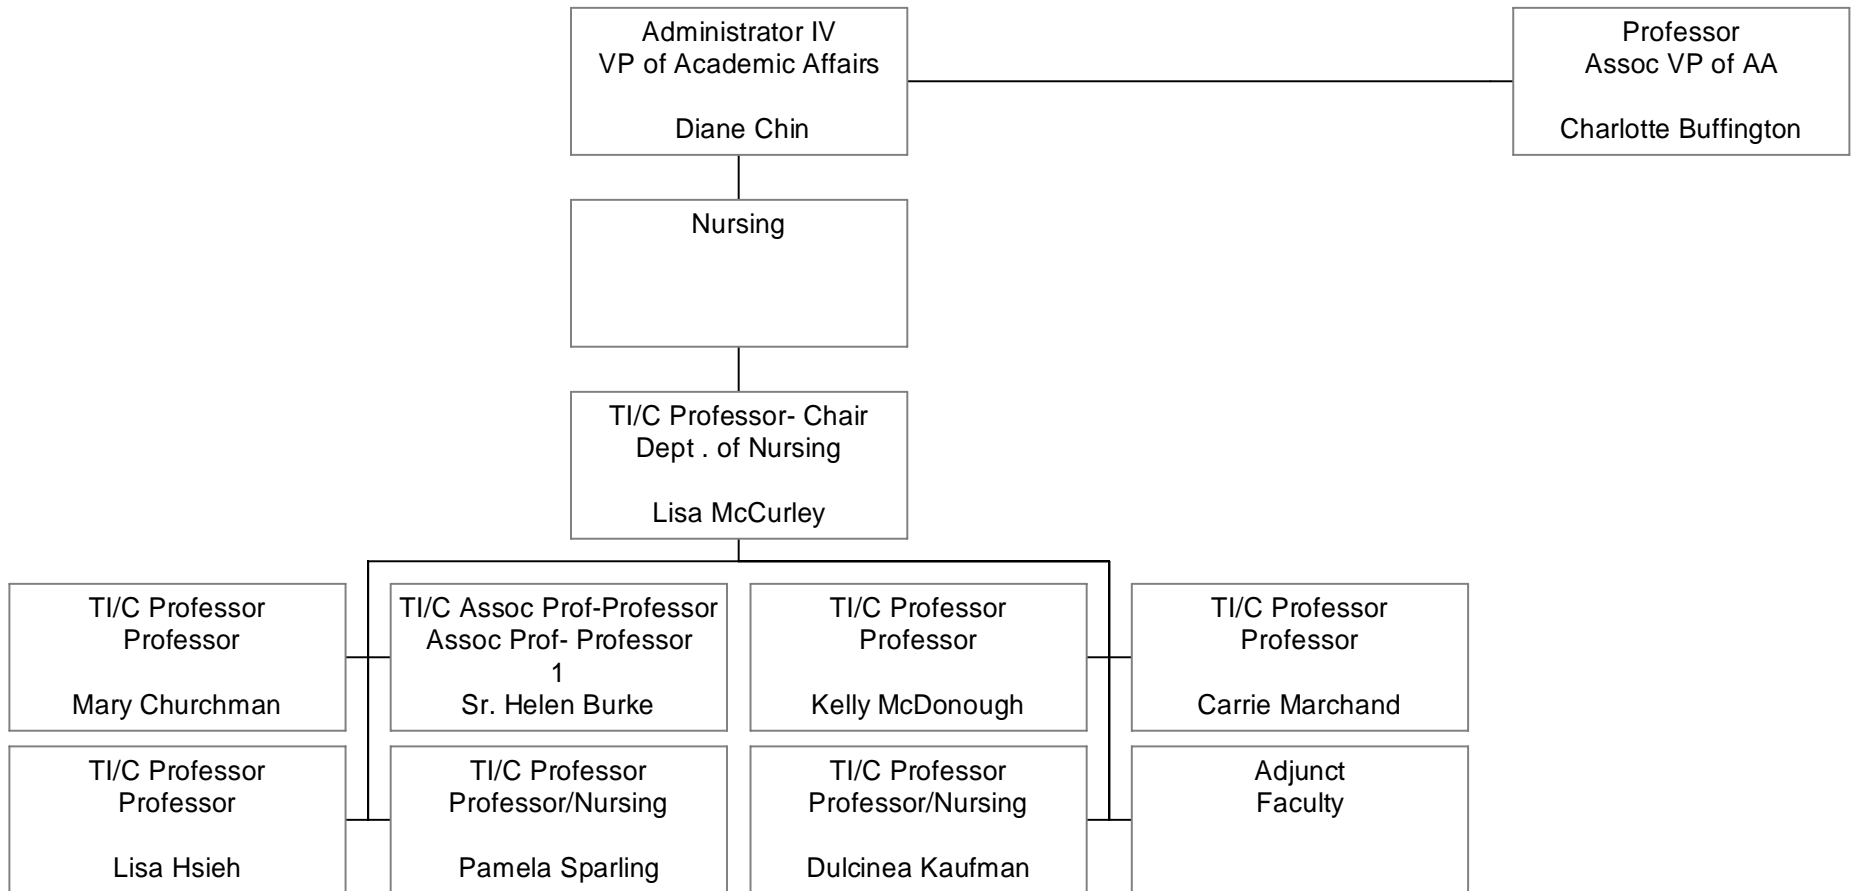 Administrator IV
VP of Academic Affairs
Diane Chin
Professor
Assoc VP of AA
Charlotte Buffington
Nursing
TI/C Professor- Chair
Dept . of Nursing
Lisa McCurley
TI/C Professor
Professor
Mary Churchman
TI/C Assoc Prof-Professor
Assoc Prof- Professor
1
Sr. Helen Burke
TI/C Professor
Professor
Kelly McDonough
TI/C Professor
Professor
Carrie Marchand
TI/C Professor
Professor
Lisa Hsieh
TI/C Professor
Professor/Nursing
Pamela Sparling
TI/C Professor
Professor/Nursing
Dulcinea Kaufman
Adjunct
Faculty